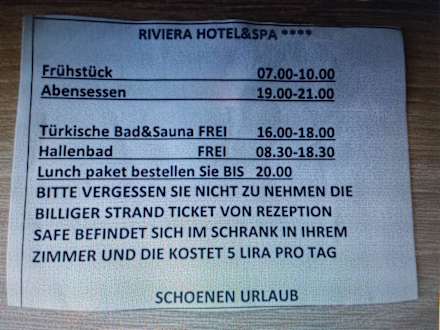 RIVIERA HOTEL&SPA ****
Frühstück 07.00-10.00
Abensessen 19.00-21.00
Türkische Bad&Sauna FREI 16.00-18.00
Hallenbad FREI 08.30-18.30
Lunch paket bestellen Sie BIS 20.00
BITTE VERGESSEN SIE NICHT ZU NEHMEN DIE
BILLIGER STRAND TICKET VON REZEPTION
SAFE BEFINDET SICH IM SCHRANK IN IHREM
ZIMMER UND DIE KOSTET 5 LIRA PRO TAG
SCHOENEN URLAUB